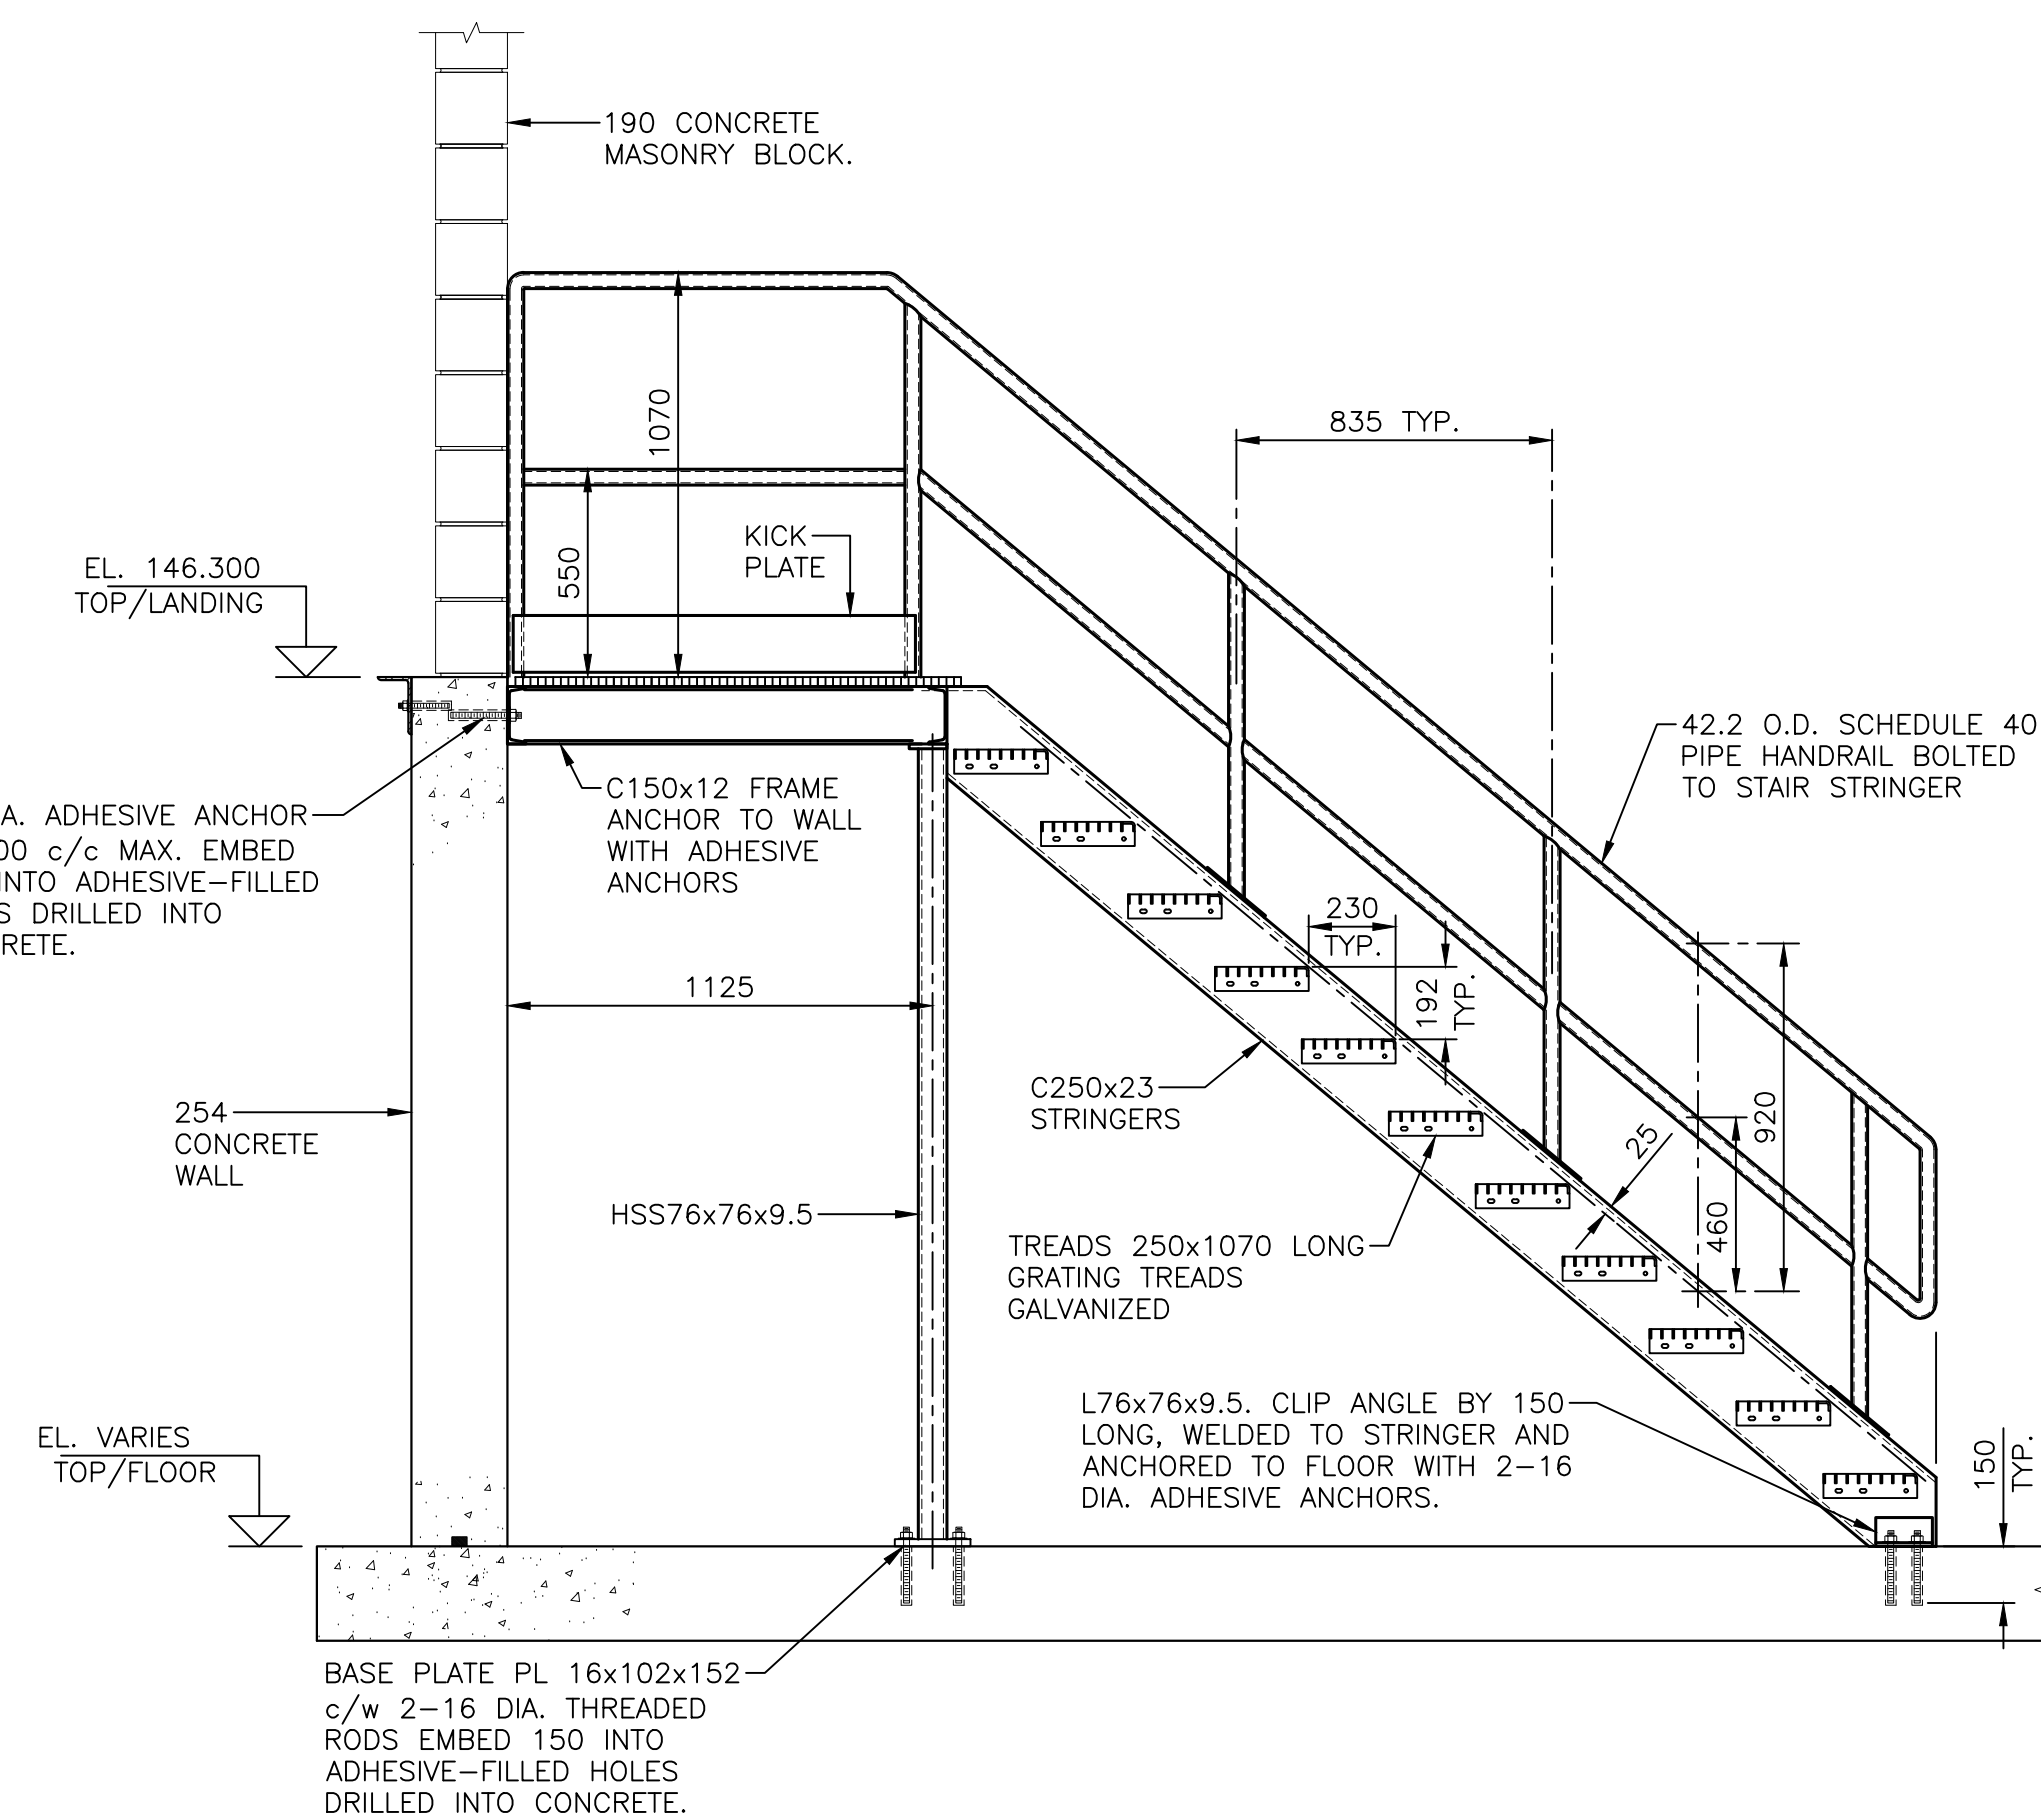 190 CONCRETE
MASONRY BLOCK.
1070
835 TYP.
KICK
PLATE
550
EL. 146.300
TOP/LANDING
42.2 O.D. SCHEDULE 40
PIPE HANDRAIL BOLTED
TO STAIR STRINGER
C150x12 FRAME
ANCHOR TO WALL
WITH ADHESIVE
ANCHORS
A. ADHESIVE ANCHOR
00 c/c MAX. EMBED
INTO ADHESIVE-FILLED
S DRILLED INTO
RETE.
230
TYP.
192
TYP.
1125
C250x23
STRINGERS
254
CONCRETE
WALL
25
920
460
HSS76x76x9.5
TREADS 250x1070 LONG
GRATING TREADS
GALVANIZED
L76x76x9.5. CLIP ANGLE BY 150
LONG, WELDED TO STRINGER AND
ANCHORED TO FLOOR WITH 2-16
DIA. ADHESIVE ANCHORS.
150
TYP.
EL. VARIES
TOP/FLOOR
BASE PLATE PL 16x102x152
c/w 2-16 DIA. THREADED
RODS EMBED 150 INTO
ADHESIVE-FILLED HOLES
DRILLED INTO CONCRETE.